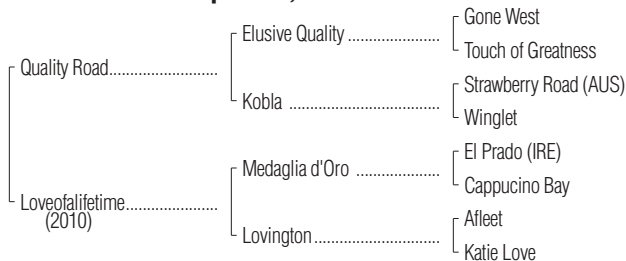 Gone West
Elusive Quality ....................
Touch of Greatness
Quality Road........................
Strawberry Road (AUS)
Kobla .................................
Winglet
El Prado (IRE)
Medaglia d'Oro ..................
Cappucino Bay
Loveofalifetime....................
(2010)
Afleet
Lovington...........................
Katie Love